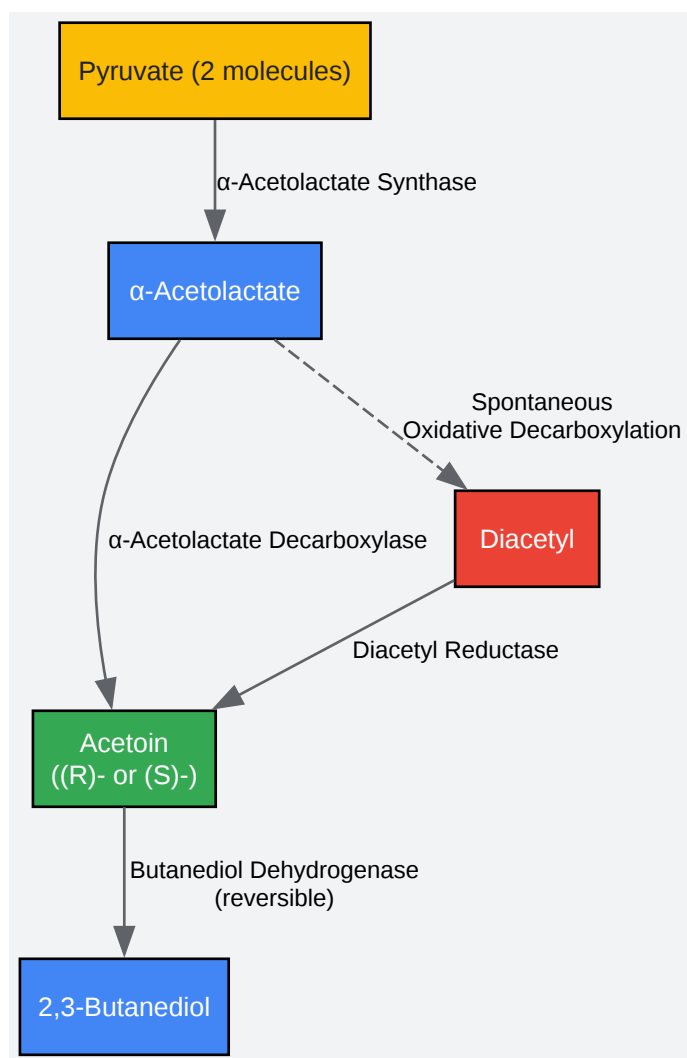 Pyruvate (2 molecules)
α-Acetolactate Synthase
α-Acetolactate
Spontaneous
Oxidative Decarboxylation
Diacetyl
α-Acetolactate Decarboxylase
Diacetyl Reductase
Acetoin
((R)- or (S)-)
Butanediol Dehydrogenase
(reversible)
2,3-Butanediol